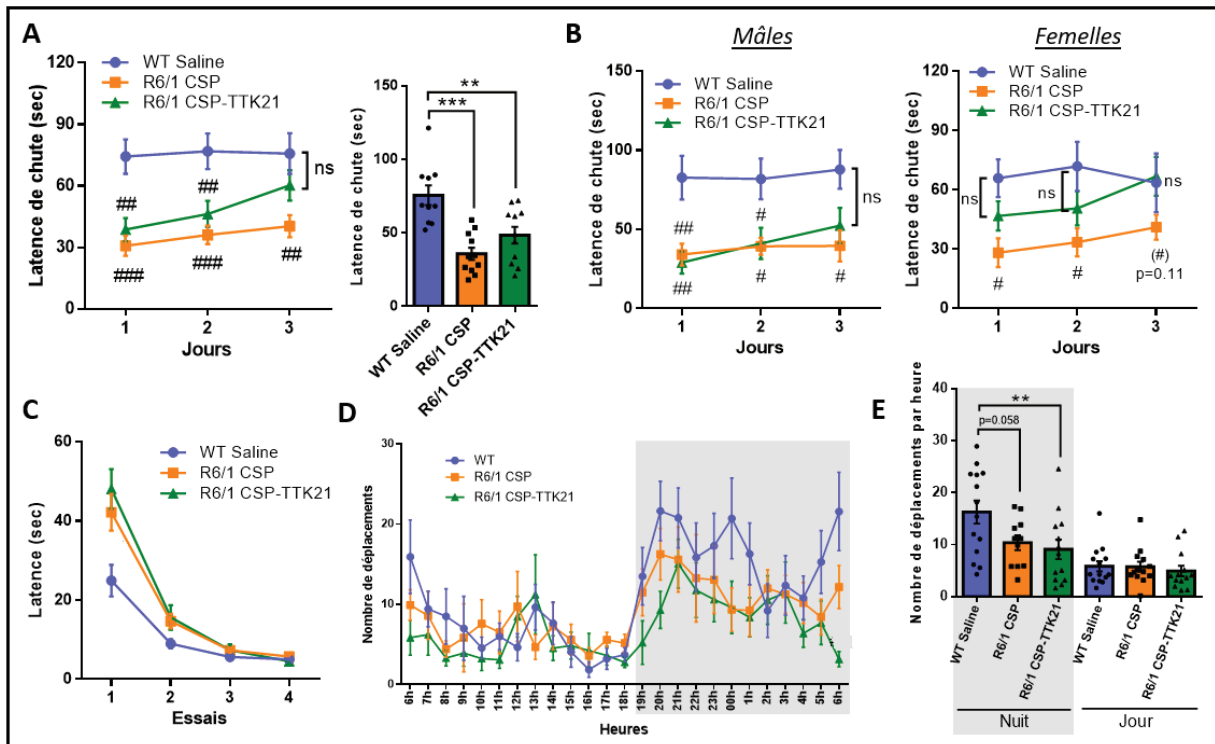 A
WT Saline
R6/1 CSP
R6/1 CSP-TTK21
Latence de chute (sec)
120
90
60
30
0
##
##
ns
###
###
##
1
2
3
Jours
Latence de chute (sec)
150
100
50
0
**
***
WT Saline
R6/1 CSP
R6/1 CSP-TTK21
B
Mâles
WT Saline
R6/1 CSP
R6/1 CSP-TTK21
Latence de chute (sec)
150
100
50
0
##
#
ns
##
#
#
1
2
3
Jours
Femelles
WT Saline
R6/1 CSP
R6/1 CSP-TTK21
Latence de chute (sec)
120
90
60
30
0
ns
ns
ns
#
#
(#)
p=0.11
1
2
3
Jours
C
WT Saline
R6/1 CSP
R6/1 CSP-TTK21
Latence (sec)
60
40
20
0
1
2
3
4
Essais
D
WT
R6/1 CSP
R6/1 CSP-TTK21
Nombre de déplacements
30
20
10
0
6h
7h
8h
9h
10h
11h
12h
13h
14h
15h
16h
17h
18h
19h
20h
21h
22h
23h
00h
1h
2h
3h
4h
5h
6h
Heures
E
Nombre de déplacements par heure
40
30
20
10
0
**
p=0.058
WT Saline
R6/1 CSP
R6/1 CSP-TTK21
WT Saline
R6/1 CSP
R6/1 CSP-TTK21
Nuit
Jour